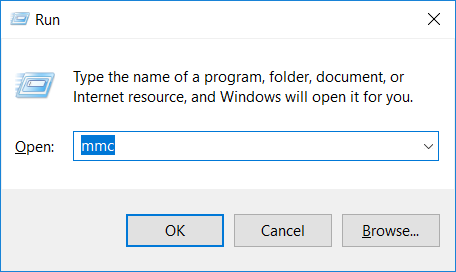 Run
Type the name of a program, folder, document, or
Internet resource, and Windows will open it for you.
Open: mmc
OK Cancel Browse...